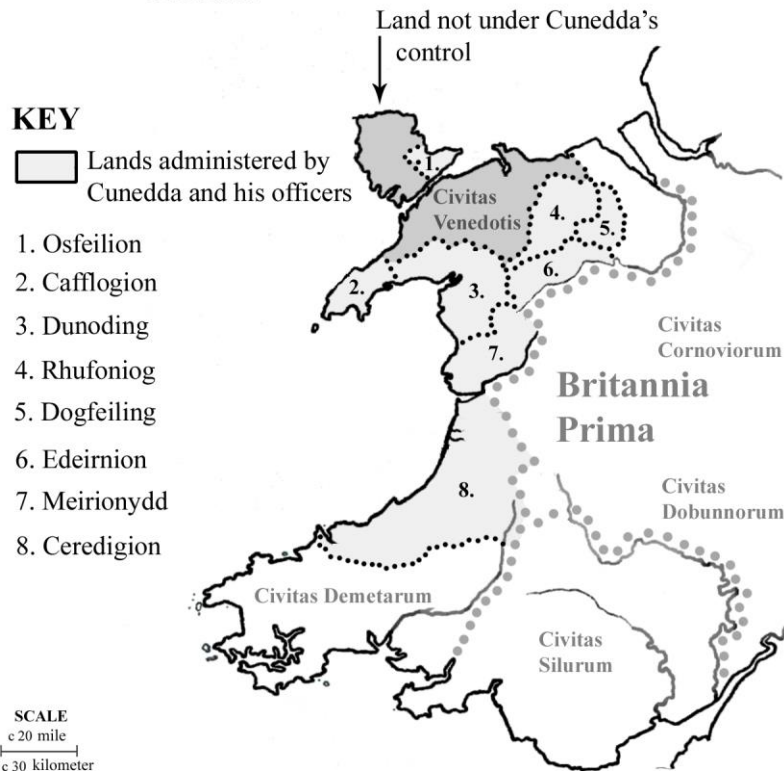 Land not under Cunedda’s
control
KEY
Lands administered by
Cunedda and his officers
1. Osfeilion
2. Cafflogion
3. Dunoding
4. Rhufoniog
5. Dogfeiling
6. Edeirnion
7. Meirionydd
8. Ceredigion
1.
Civitas
Venedotis
4.
5.
6.
2.
3.
7.
Civitas
Cornoviorum
Britannia
Prima
8.
Civitas
Dobunnorum
Civitas Demetarum
Civitas
Silurum
SCALE
c 20 mile
c 30 kilometer